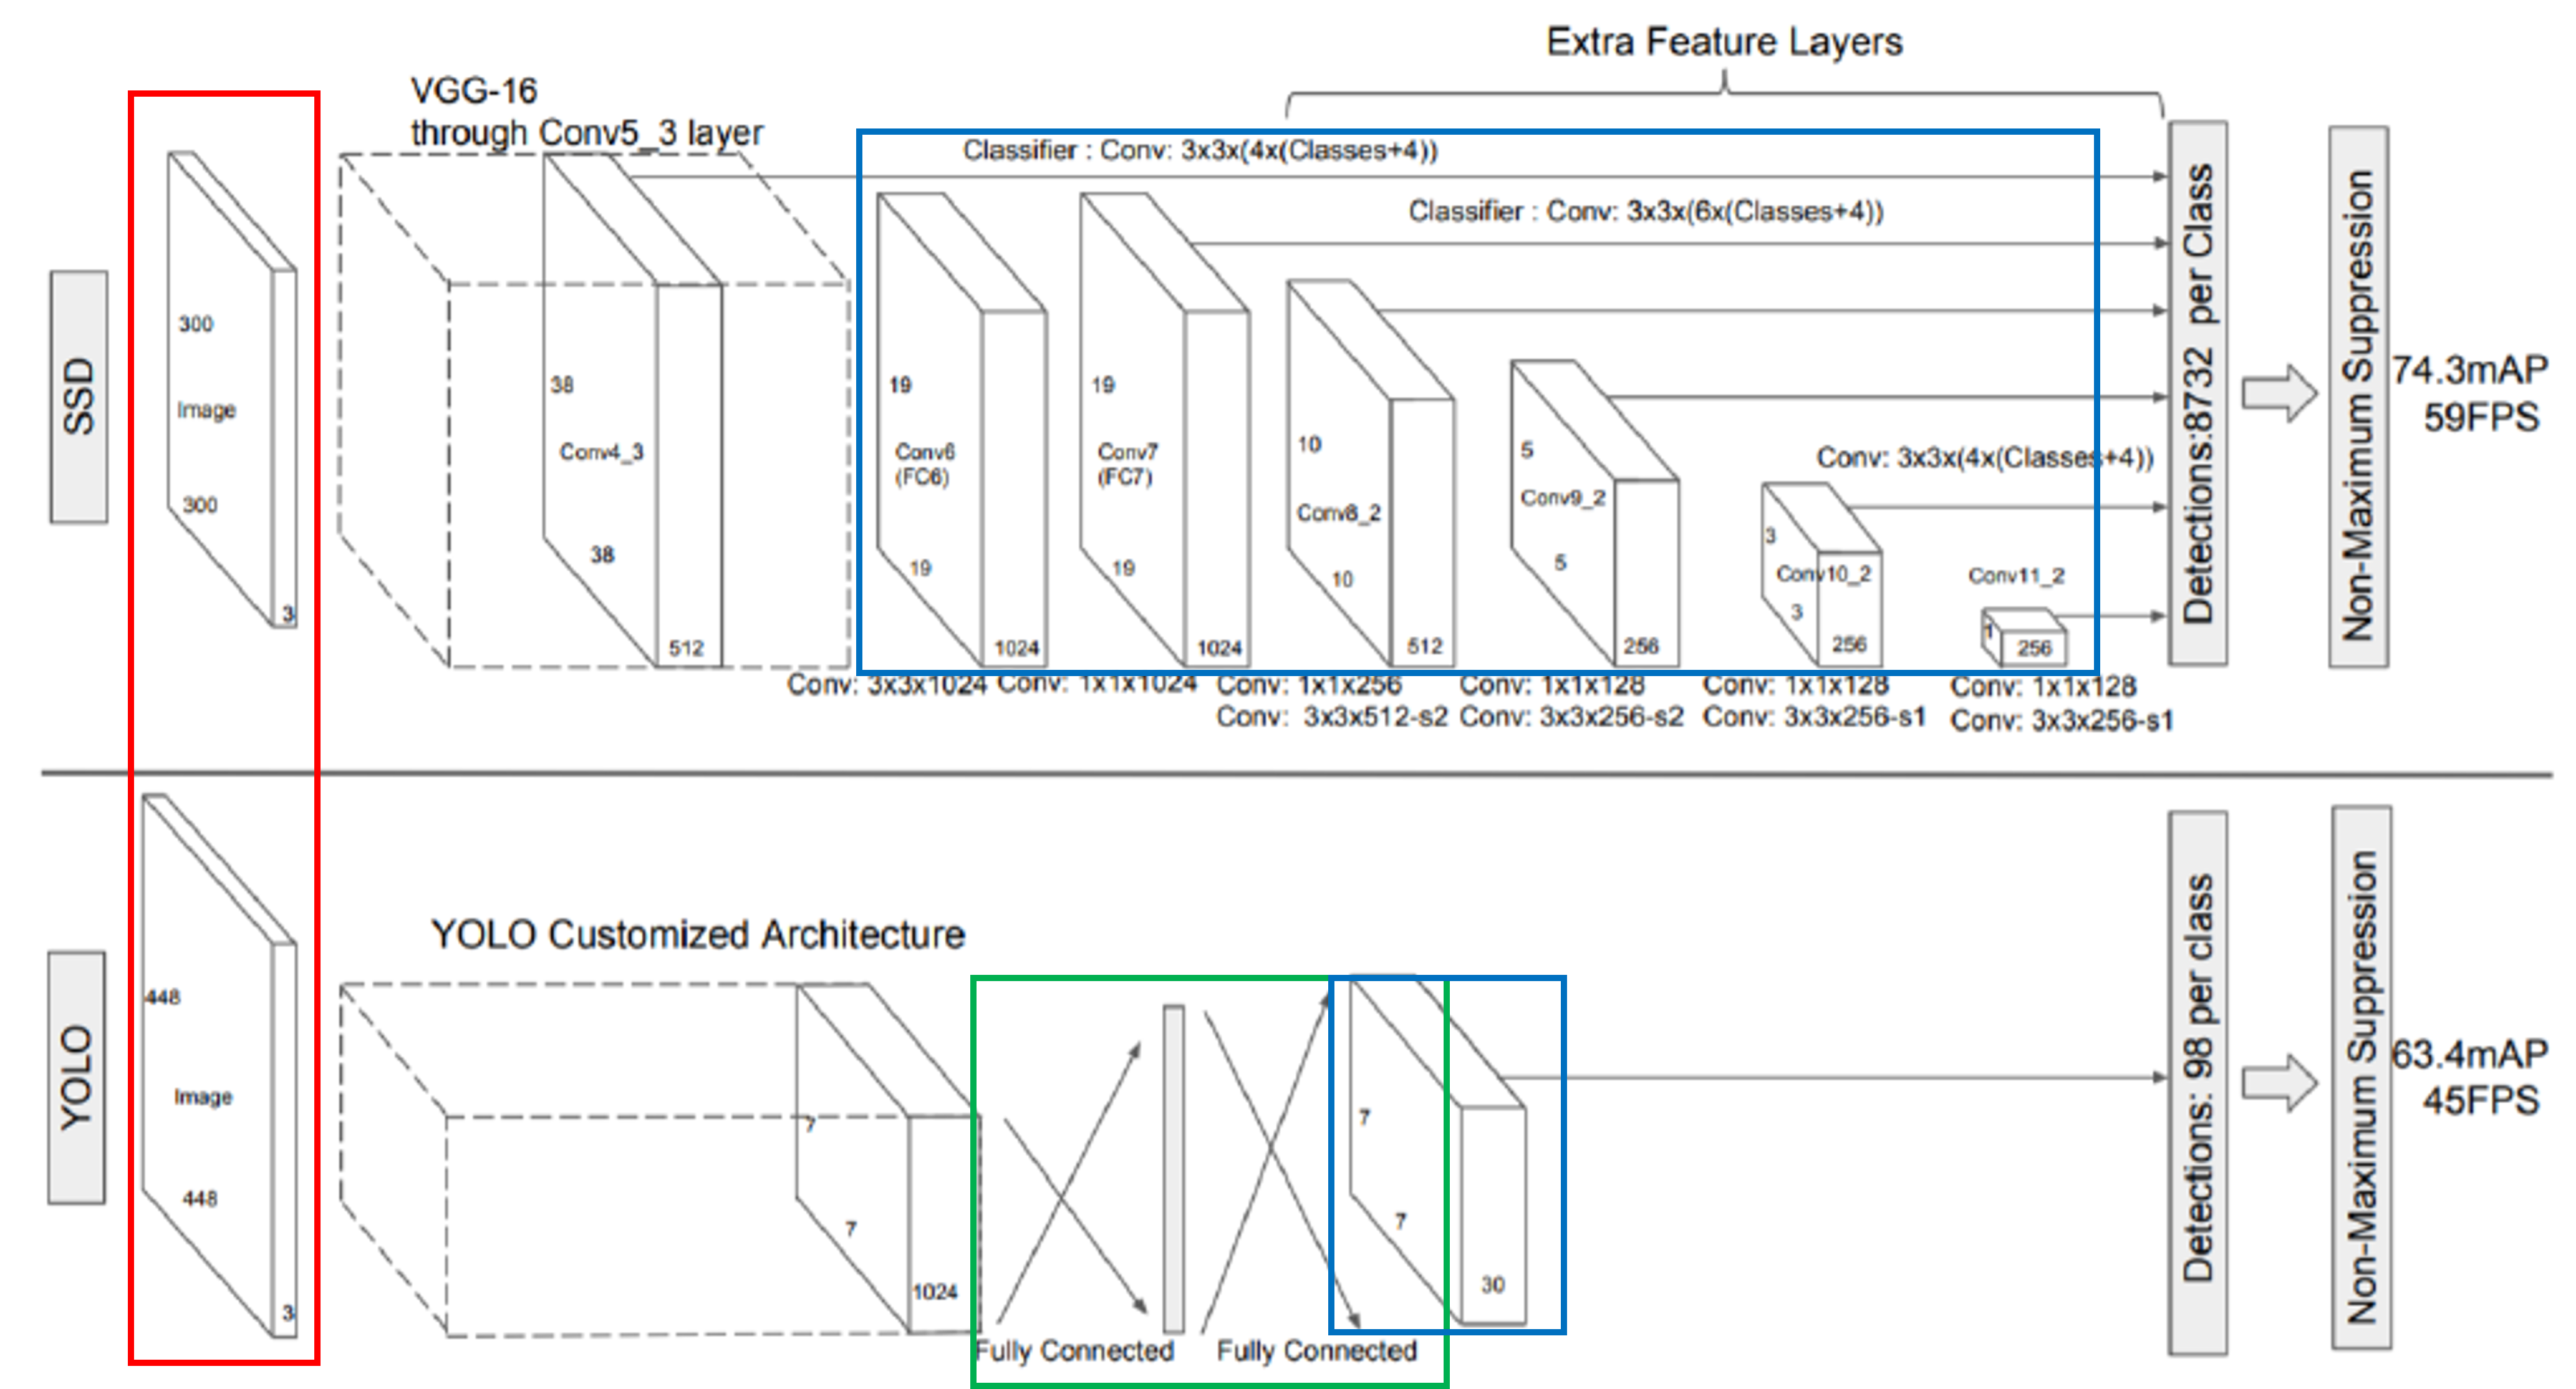 Extra Feature Layers
VGG-16
through Conv5_3 layer
Classifier : Conv: 3x3x(4x(Classes+4))
Classifier : Conv: 3x3x(6x(Classes+4))
SSD
300
Image
300
3
38
Conv4_3
38
512
19
Conv6
(FC6)
19
1024
19
Conv7
(FC7)
19
1024
10
Conv8_2
10
512
5
Conv9_2
5
256
Conv: 3x3x(4x(Classes+4))
3
Conv10_2
3
256
Conv11_2
1
256
Detections:8732 per Class
Non-Maximum Suppression
74.3mAP
59FPS
Conv: 3x3x1024
Conv: 1x1x1024
Conv: 1x1x256
Conv: 3x3x512-s2
Conv: 1x1x128
Conv: 3x3x256-s2
Conv: 1x1x128
Conv: 3x3x256-s1
Conv: 1x1x128
Conv: 3x3x256-s1
YOLO
448
Image
448
3
YOLO Customized Architecture
7
7
1024
Fully Connected
Fully Connected
7
7
30
Detections: 98 per class
Non-Maximum Suppression
63.4mAP
45FPS